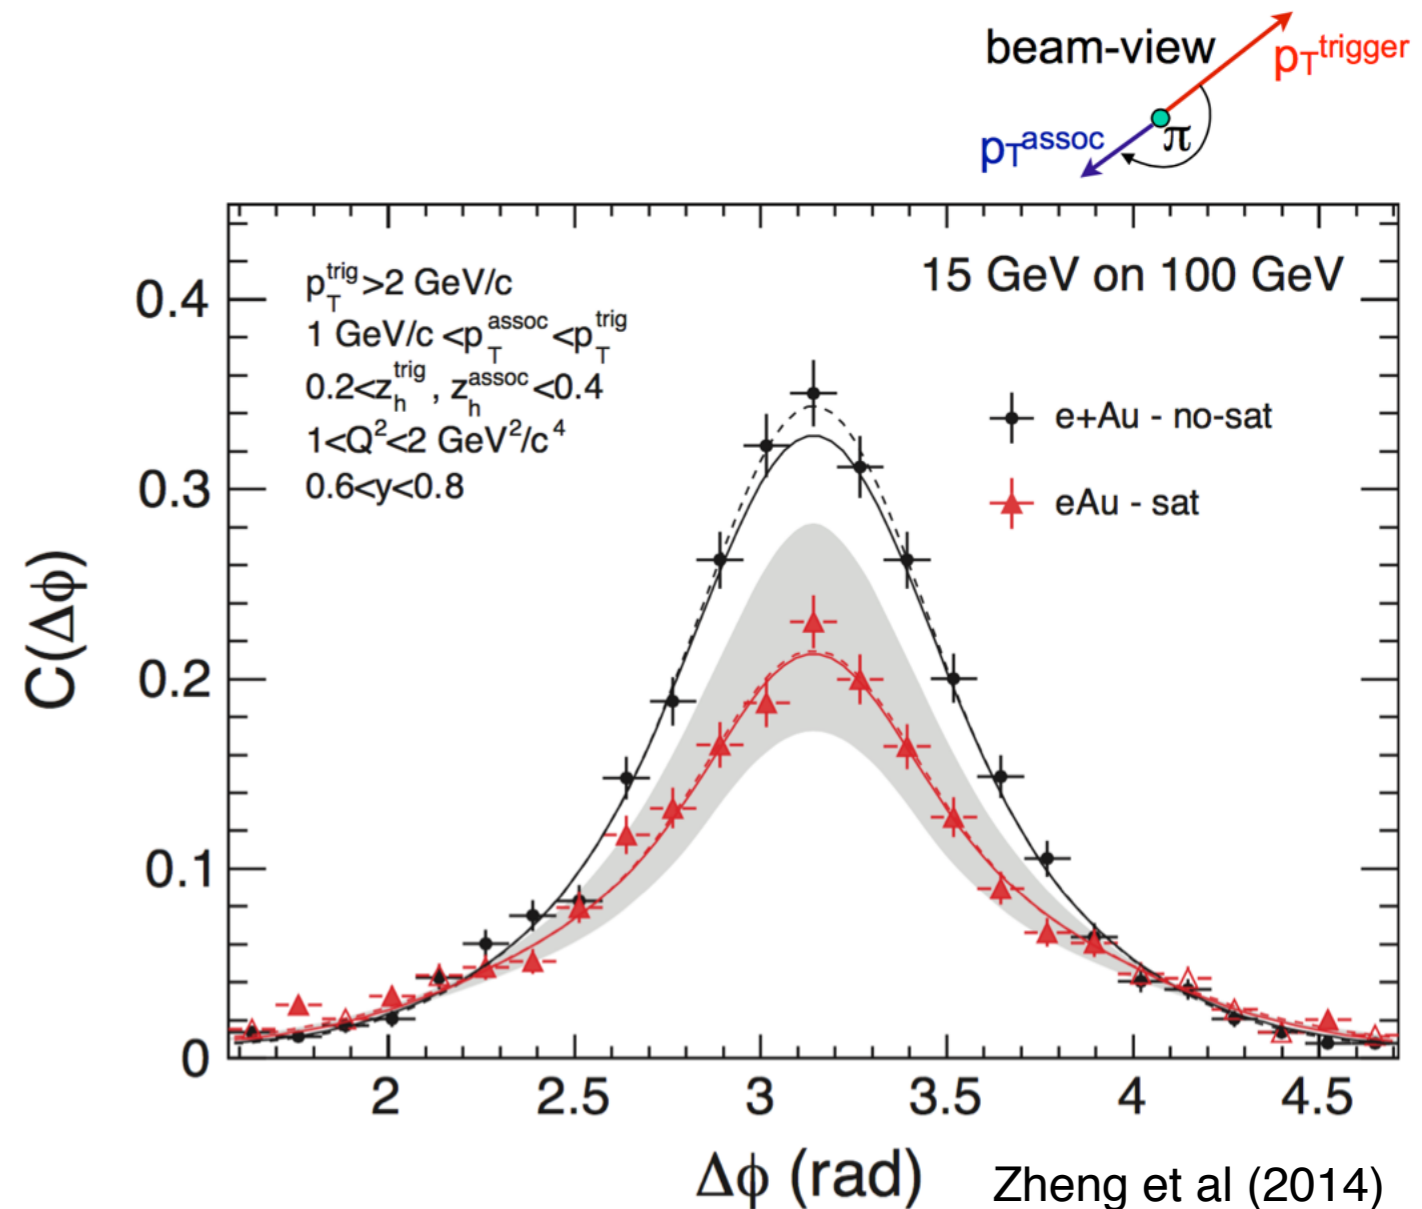 beam-view
pTtrigger
pTassoc
π
15 GeV on 100 GeV
pTtrig>2 GeV/c
1 GeV/c <pTassoc<pTtrig
0.2<zhtrig, zhassoc<0.4
1<Q2<2 GeV2/c4
0.6<y<0.8
e+Au - no-sat
eAu - sat
C(Δϕ)
0.4
0.3
0.2
0.1
0
2 2.5 3 3.5 4 4.5
Δϕ (rad)
Zheng et al (2014)